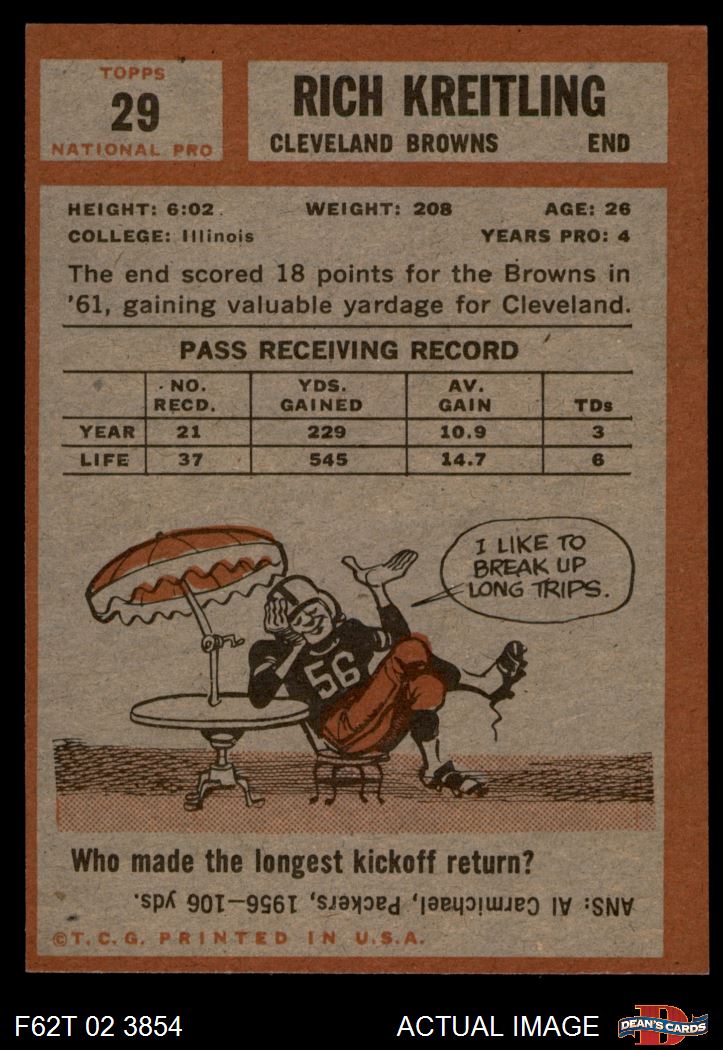 TOPPS
29
NATIONAL PRO
RICH KREITLING
CLEVELAND BROWNS END
HEIGHT: 6:02. WEIGHT: 208 AGE: 26
COLLEGE: Illinois YEARS PRO: 4
The end scored 18 points for the Browns in
'61, gaining valuable yardage for Cleveland.
PASS RECEIVING RECORD
NO. YDS. AV.
RECD. GAINED GAIN TDs
YEAR 21 229 10.9 3
LIFE 37 545 14.7 6
I LIKE TO
BREAK UP
LONG TRIPS.
56
Who made the longest kickoff return?
ANS: Al Carmichael, Packers, 1956—106 yds.
©T.C.G. PRINTED IN U.S.A.
F62T 02 3854 ACTUAL IMAGE
D
DEAN'S CARDS